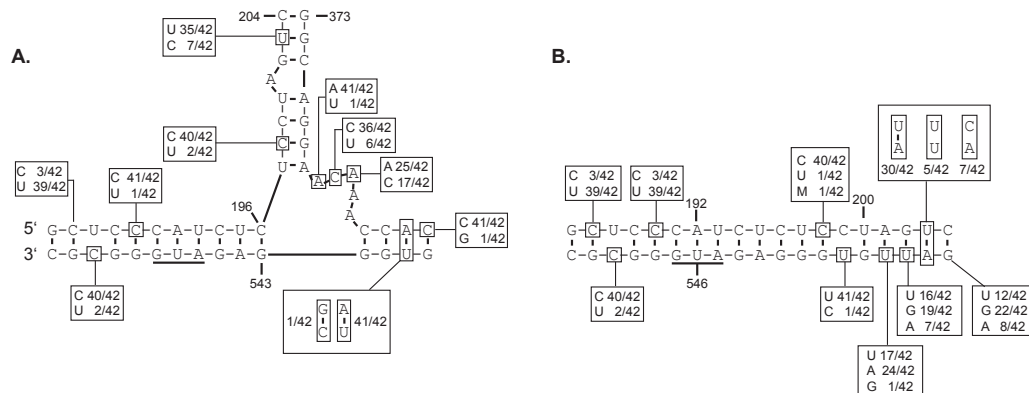 A.
204 C G 373
U 35/42
C 7/42
U G
G C
A
U A
C G
C G
U A
A 41/42
U 1/42
C 36/42
U 6/42
C 40/42
U 2/42
A 25/42
C 17/42
A C A
A
A
C 3/42
U 39/42
C 41/42
U 1/42
196
C 41/42
G 1/42
5' G C U C C C A U C U C C C A C
3' C G C G G G U A G A G G G U G
543
C 40/42
U 2/42
1/42 G C A U 41/42
B.
U U C
A U A
30/42 5/42 7/42
C 3/42
U 39/42
C 3/42
U 39/42
192
C 40/42
U 1/42
M 1/42
200
G C U C C C A U C U C U C C U A G U C
C G C G G G U A G A G G G U G U U A G
546
C 40/42
U 2/42
U 41/42
C 1/42
U 16/42
G 19/42
A 7/42
U 12/42
G 22/42
A 8/42
U 17/42
A 24/42
G 1/42